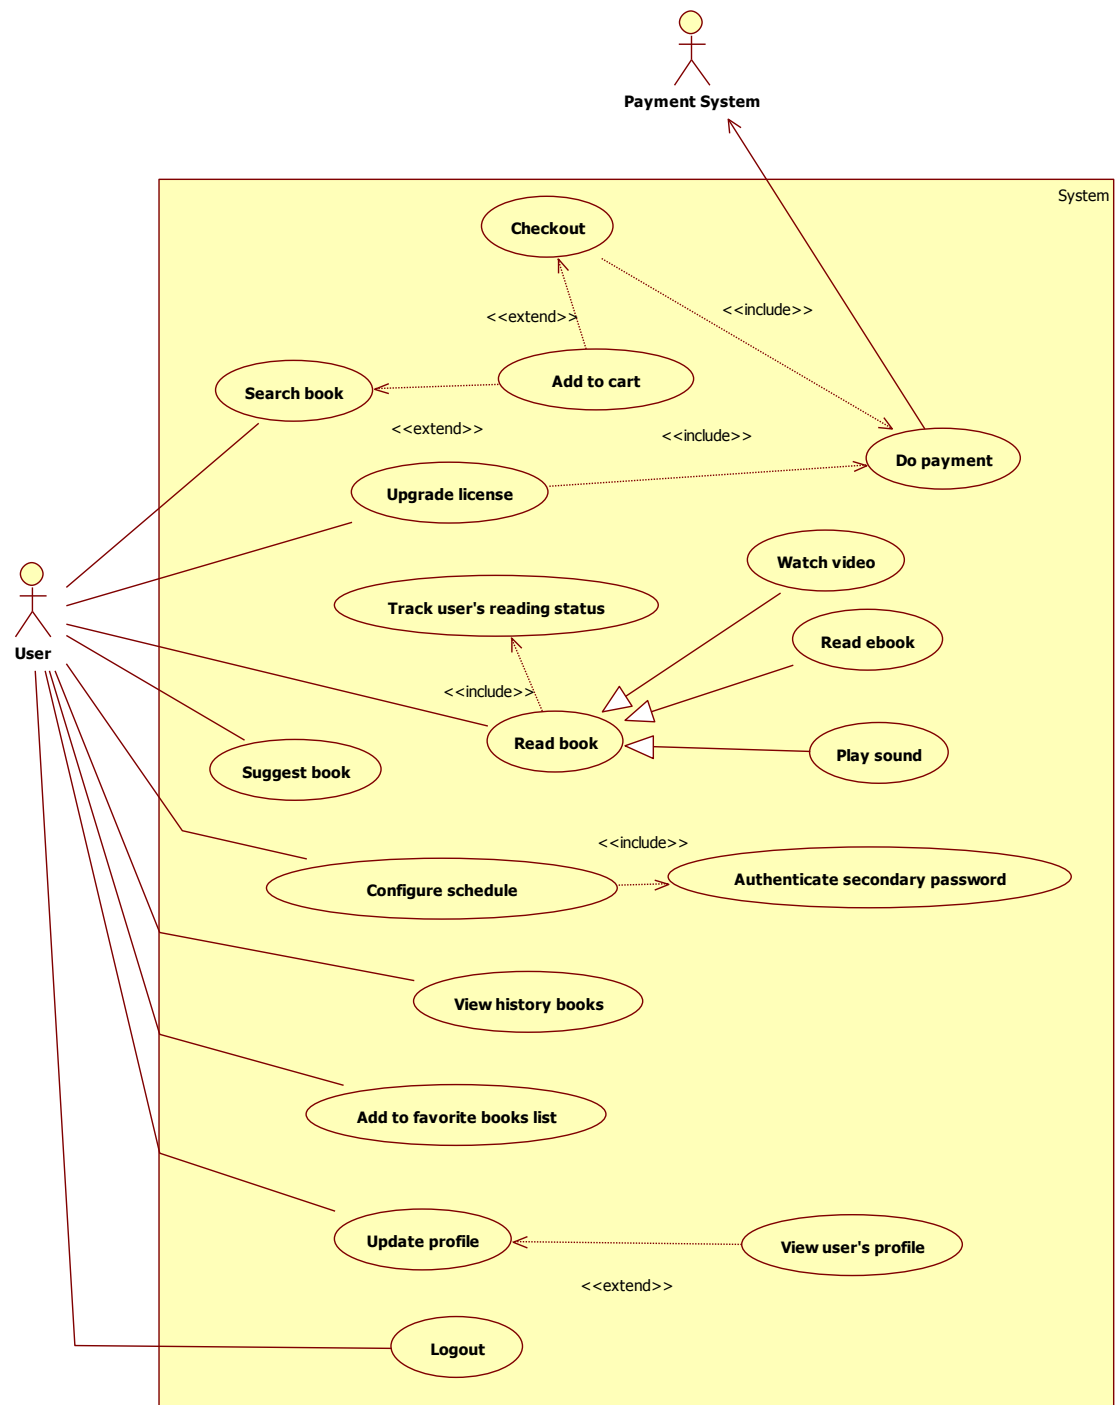 Payment System
System
Checkout
<<include>>
<<extend>>
Add to cart
Search book
<<extend>>
<<include>>
Do payment
Upgrade license
Watch video
Track user's reading status
Read ebook
User
<<include>>
Read book
Play sound
Suggest book
<<include>>
Configure schedule
Authenticate secondary password
View history books
Add to favorite books list
Update profile
View user's profile
<<extend>>
Logout